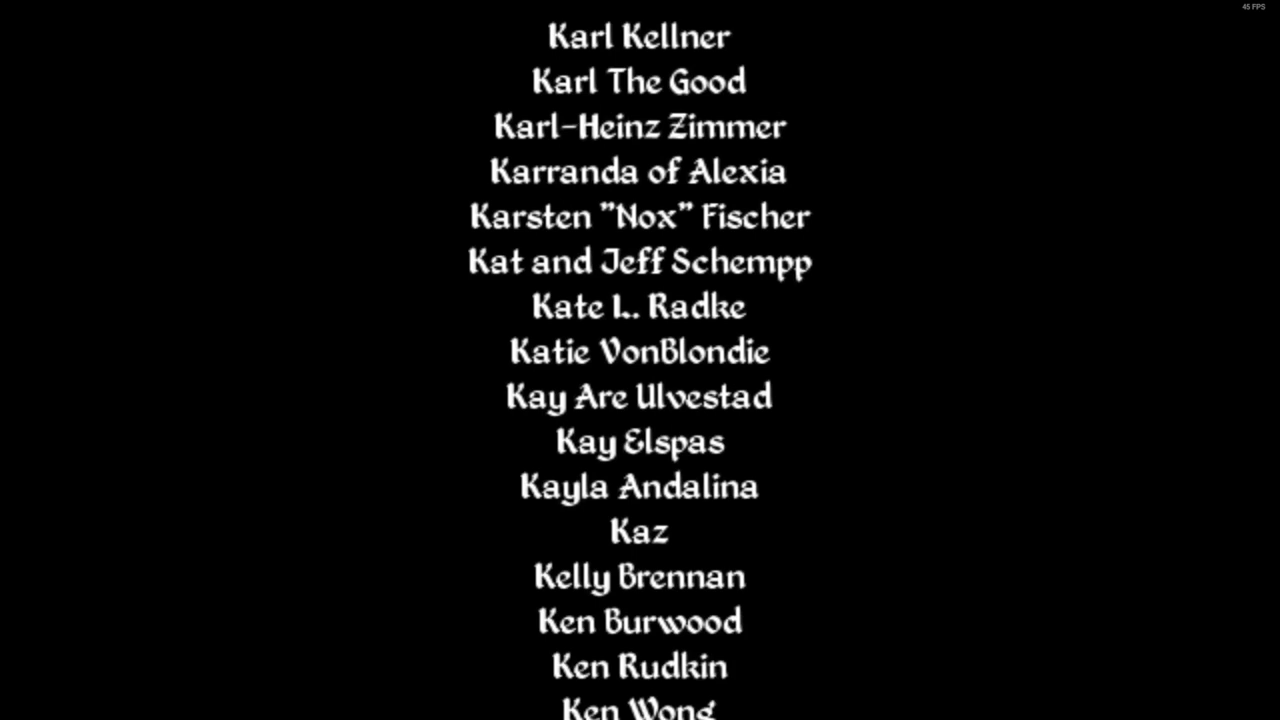 45 FPS
Karl Kellner
Karl The Good
Karl-Heinz Zimmer
Karranda of Alexia
Karsten "Nox" Fischer
Kat and Jeff Schempp
Kate L. Radke
Katie VonBlondie
Kay Are Ulvestad
Kay Elspas
Kayla Andalina
Kaz
Kelly Brennan
Ken Burwood
Ken Rudkin
Ken Wong